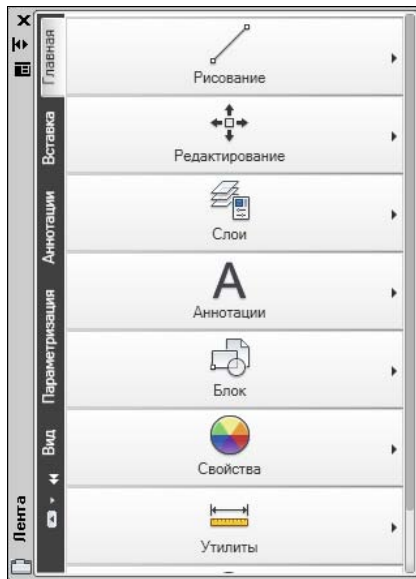 Лента
Главная
Вставка
Аннотации
Параметризация
Вид
Рисование
Редактирование
Слои
A
Аннотации
Блок
Свойства
Утилиты